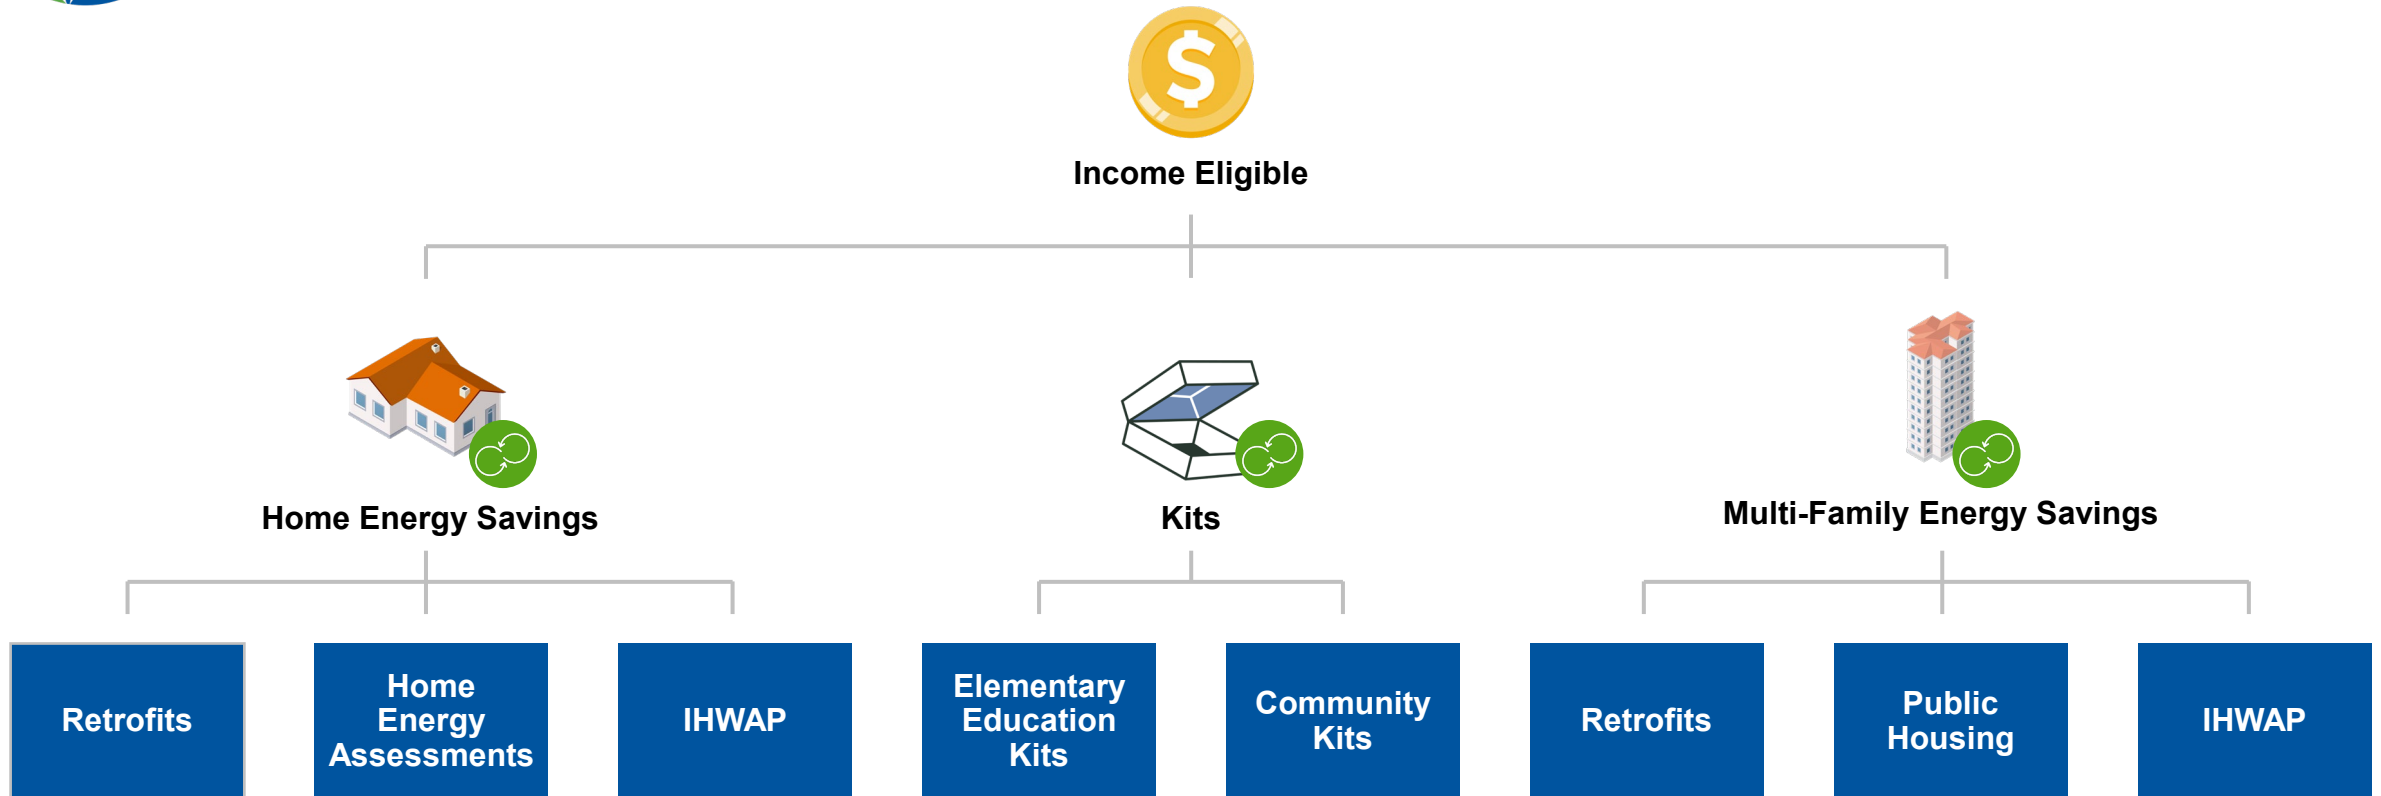 $
Income Eligible
Home Energy Savings
Kits
Multi-Family Energy Savings
Retrofits
Home
Energy
Assessments
IHWAP
Elementary
Education
Kits
Community
Kits
Retrofits
Public
Housing
IHWAP